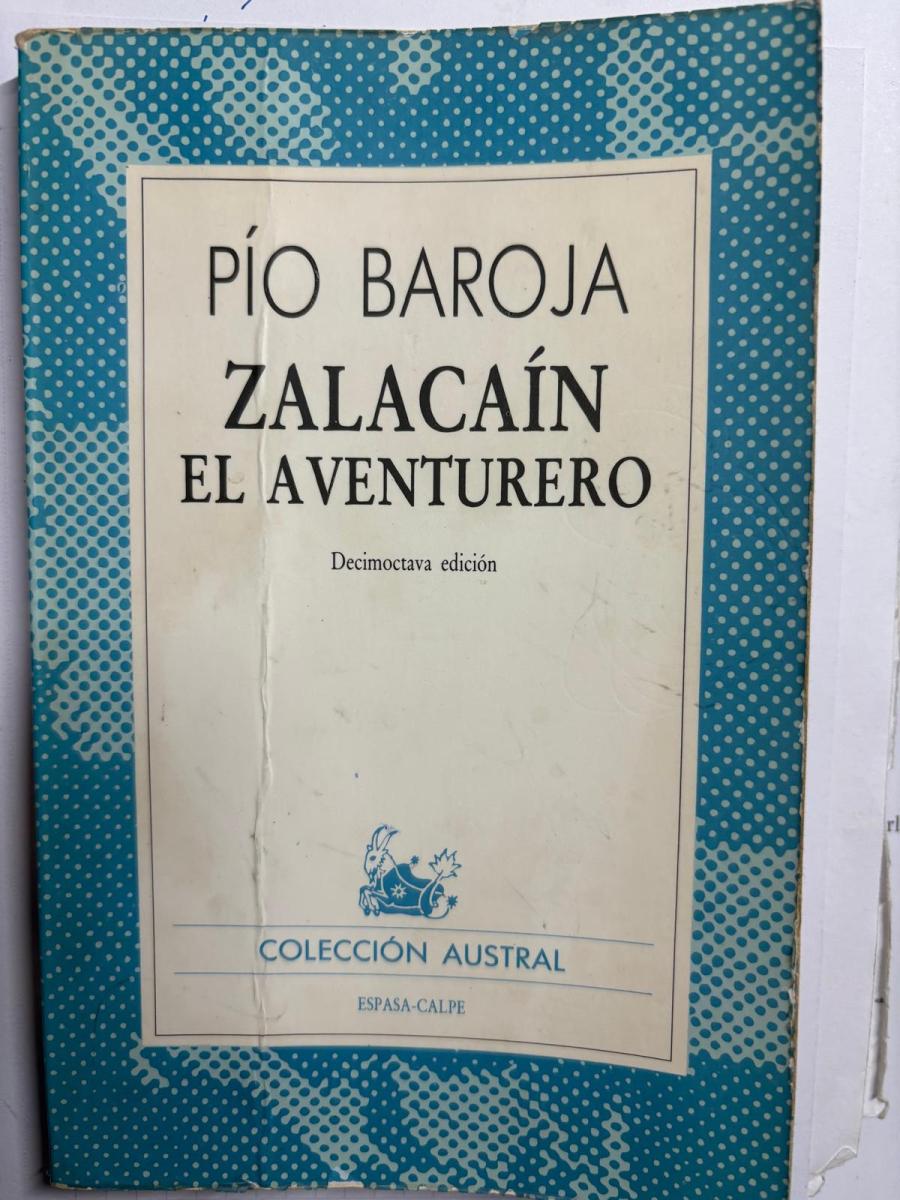 PÍO BAROJA
ZALACAÍN
EL AVENTURERO
Decimoctava edición
COLECCIÓN AUSTRAL
ESPASA-CALPE